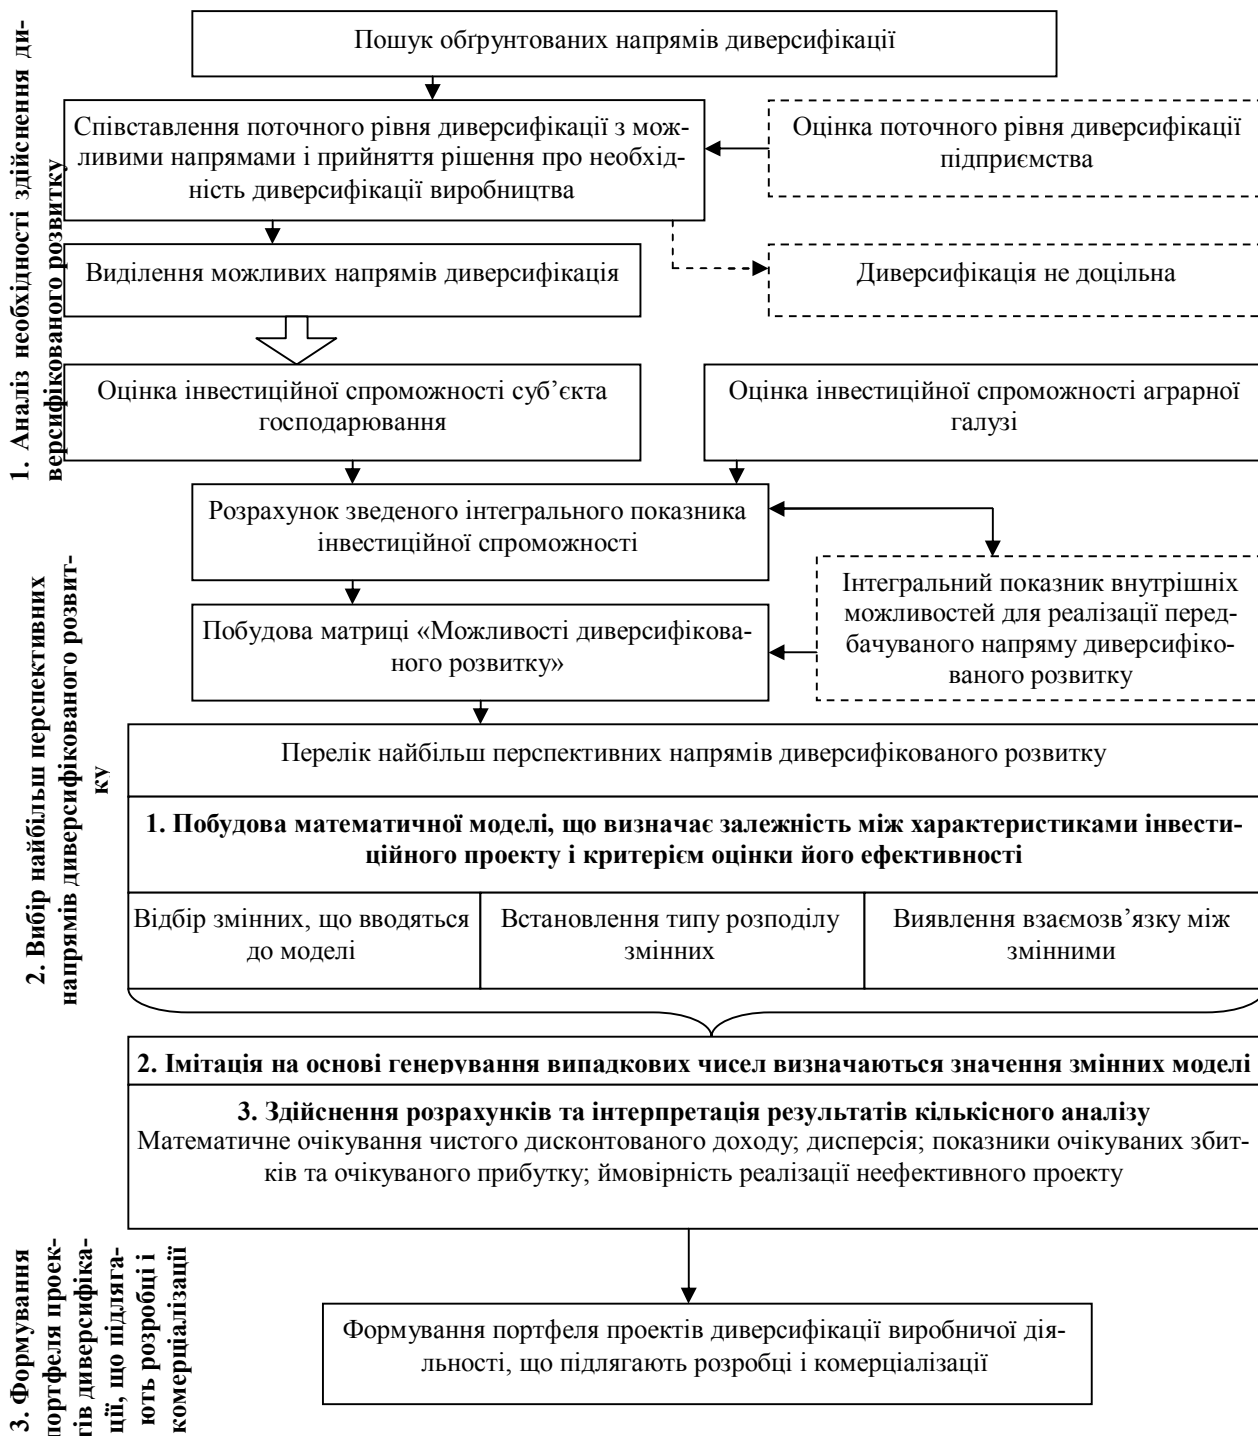 1. Аналіз необхідності здійснення ди-
версифікованого розвитку
Пошук обґрунтованих напрямів диверсифікації
Співставлення поточного рівня диверсифікації з мож-
ливими напрямами і прийняття рішення про необхід-
ність диверсифікації виробництва
Оцінка поточного рівня диверсифікації
підприємства
Виділення можливих напрямів диверсифікація
Диверсифікація не доцільна
Оцінка інвестиційної спроможності суб’єкта
господарювання
Оцінка інвестиційної спроможності аграрної
галузі
2. Вибір найбільш перспективних
напрямів диверсифікованого розвит-
ку
Розрахунок зведеного інтегрального показника
інвестиційної спроможності
Інтегральний показник внутрішніх
можливостей для реалізації перед-
бачуваного напряму диверсифіко-
ваного розвитку
Побудова матриці «Можливості диверсифікова-
ного розвитку»
Перелік найбільш перспективних напрямів диверсифікованого розвитку
1. Побудова математичної моделі, що визначає залежність між характеристиками інвести-
ційного проекту і критерієм оцінки його ефективності
Відбір змінних, що вводяться
до моделі
Встановлення типу розподілу
змінних
Виявлення взаємозв’язку між
змінними
2. Імітація на основі генерування випадкових чисел визначаються значення змінних моделі
3. Здійснення розрахунків та інтерпретація результатів кількісного аналізу
Математичне очікування чистого дисконтованого доходу; дисперсія; показники очікуваних збит-
ків та очікуваного прибутку; ймовірність реалізації неефективного проекту
3. Формування
портфеля проек-
тів диверсифіка-
ції, що підляга-
ють розробці і
комерціалізації
Формування портфеля проектів диверсифікації виробничої дія-
льності, що підлягають розробці і комерціалізації